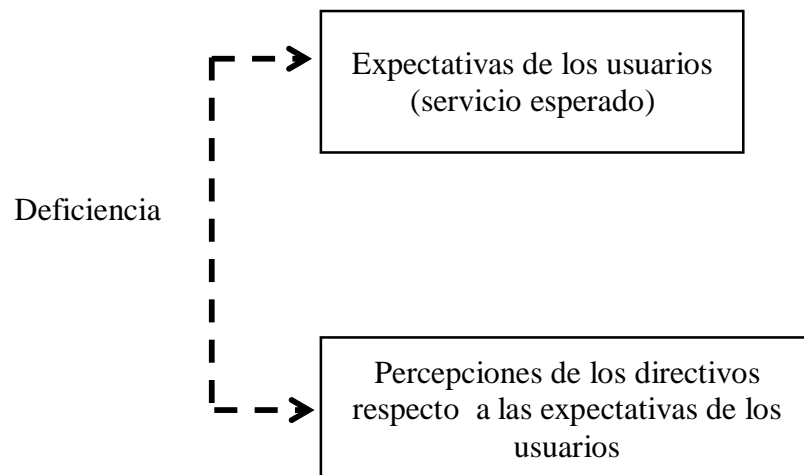 Expectativas de los usuarios
(servicio esperado)
Deficiencia
Percepciones de los directivos
respecto a las expectativas de los
usuarios